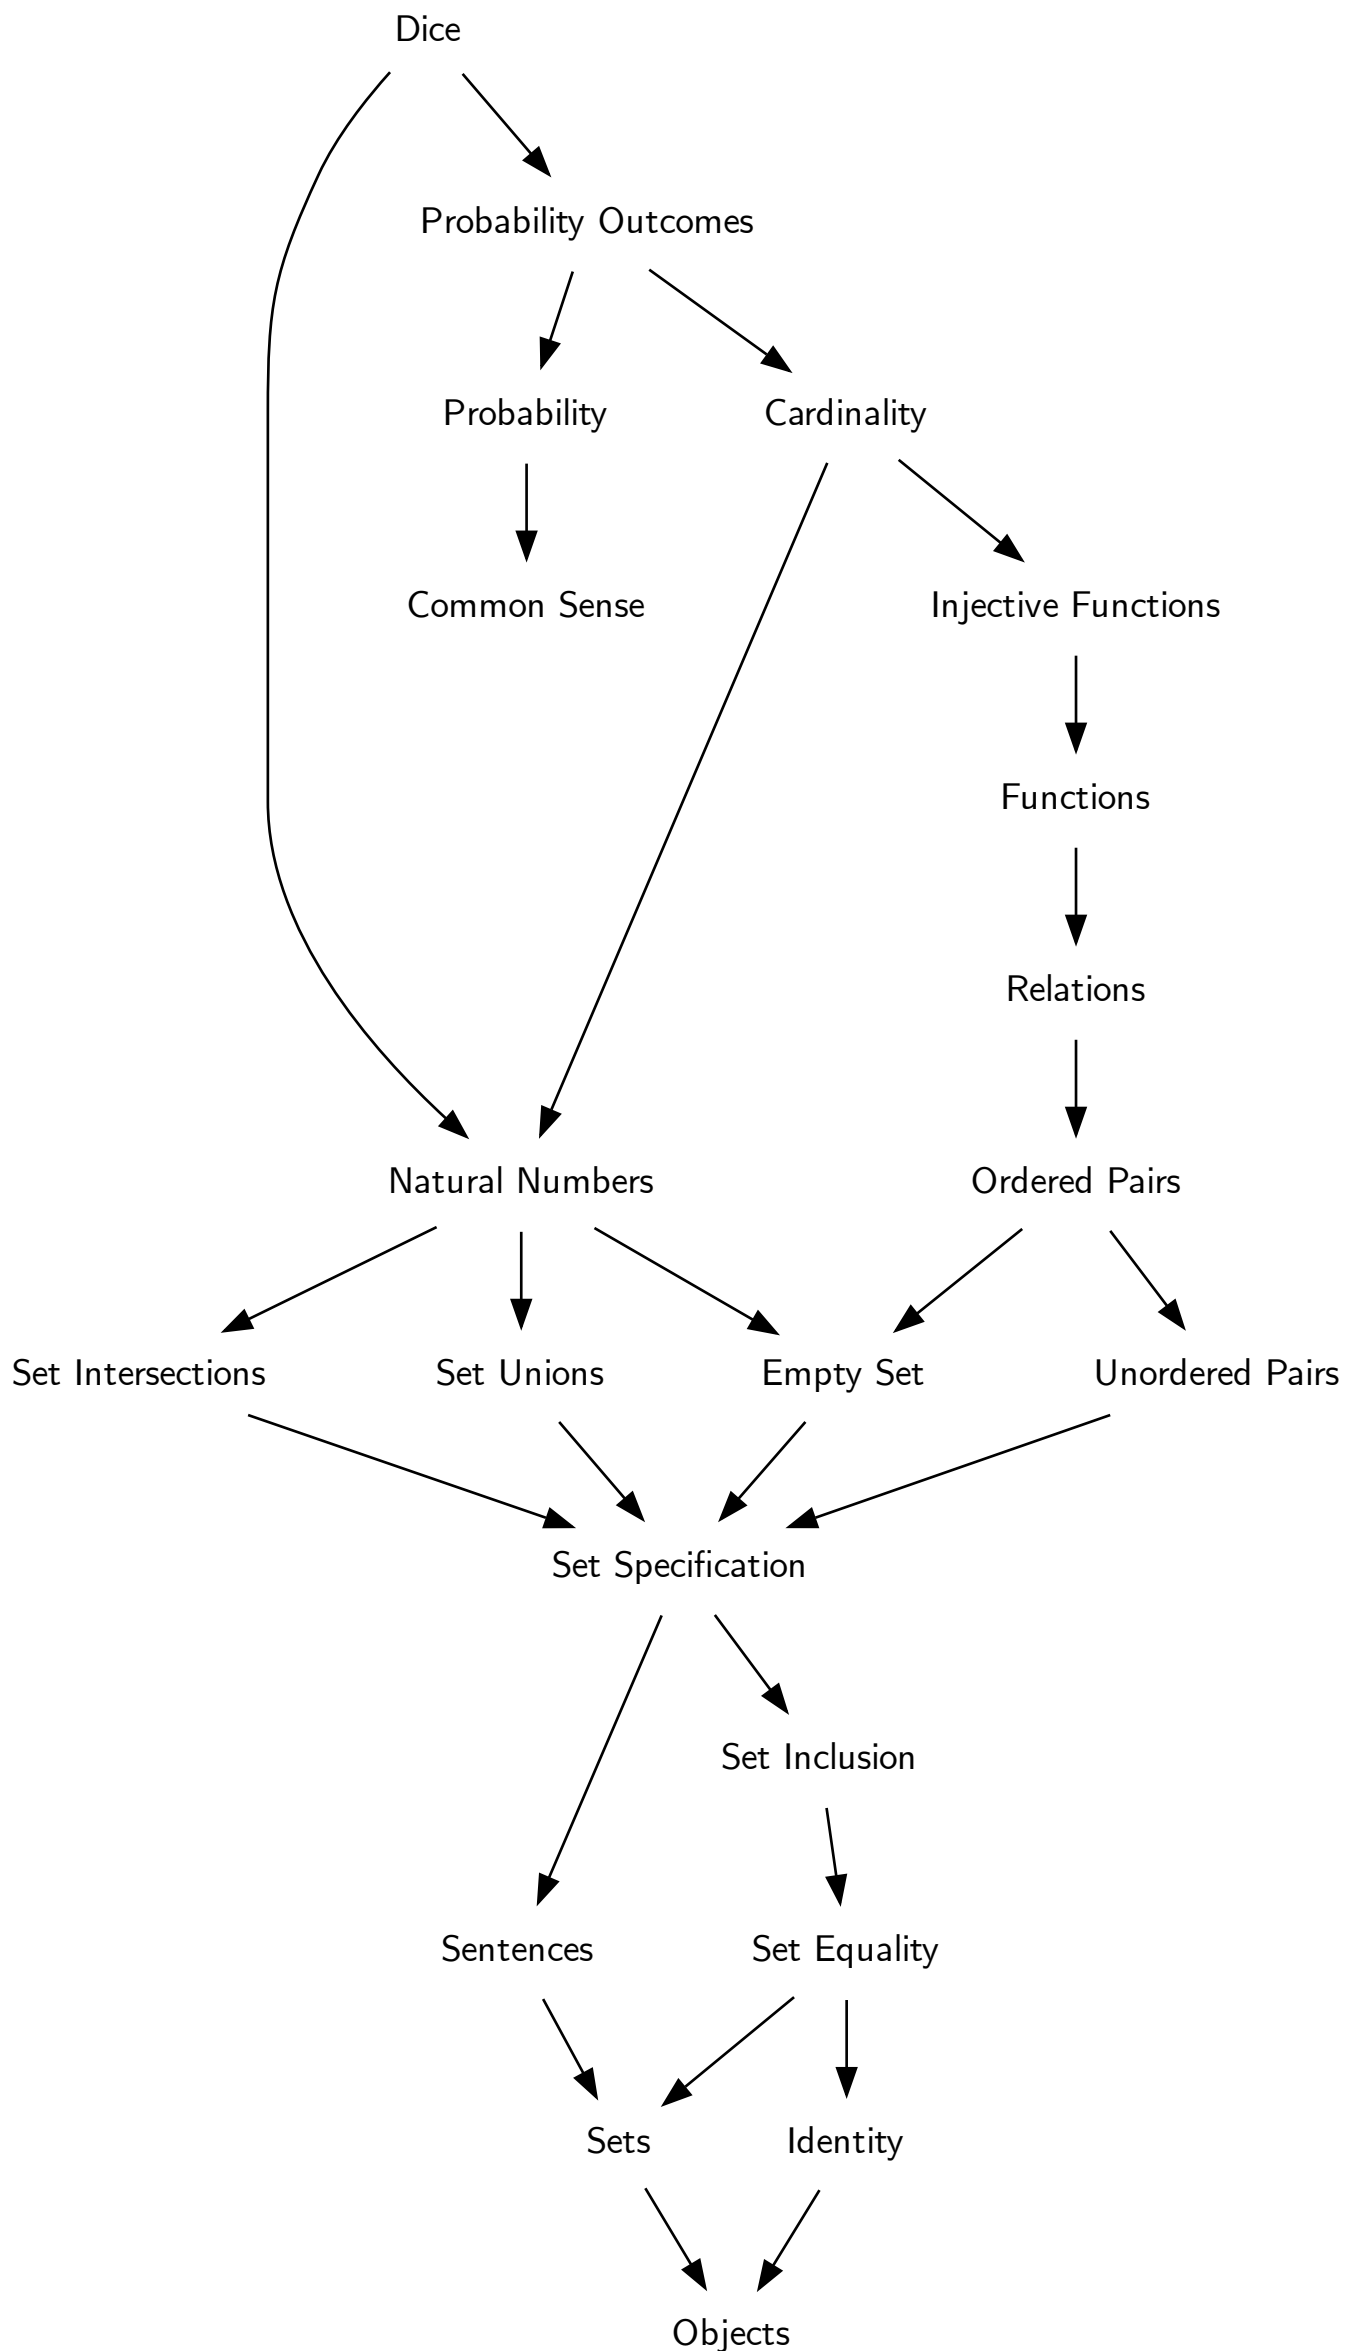 Dice
Probability Outcomes
Probability
Cardinality
Common Sense
Injective Functions
Functions
Relations
Natural Numbers
Ordered Pairs
Set Intersections
Set Unions
Empty Set
Unordered Pairs
Set Specification
Set Inclusion
Sentences
Set Equality
Sets
Identity
Objects